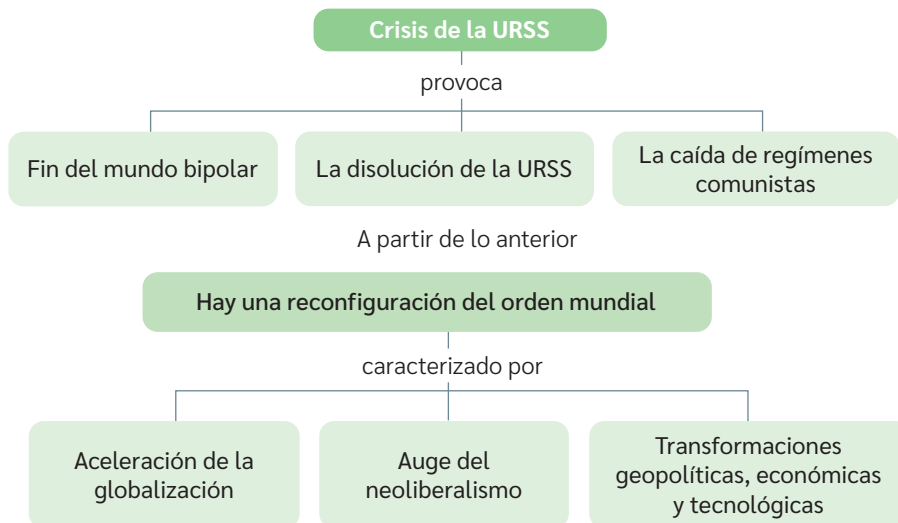 Crisis de la URSS
provoca
Fin del mundo bipolar
La disolución de la URSS
La caída de regímenes
comunistas
A partir de lo anterior
Hay una reconfiguración del orden mundial
caracterizado por
Aceleración de la
globalización
Auge del
neoliberalismo
Transformaciones
geopolíticas, económicas
y tecnológicas